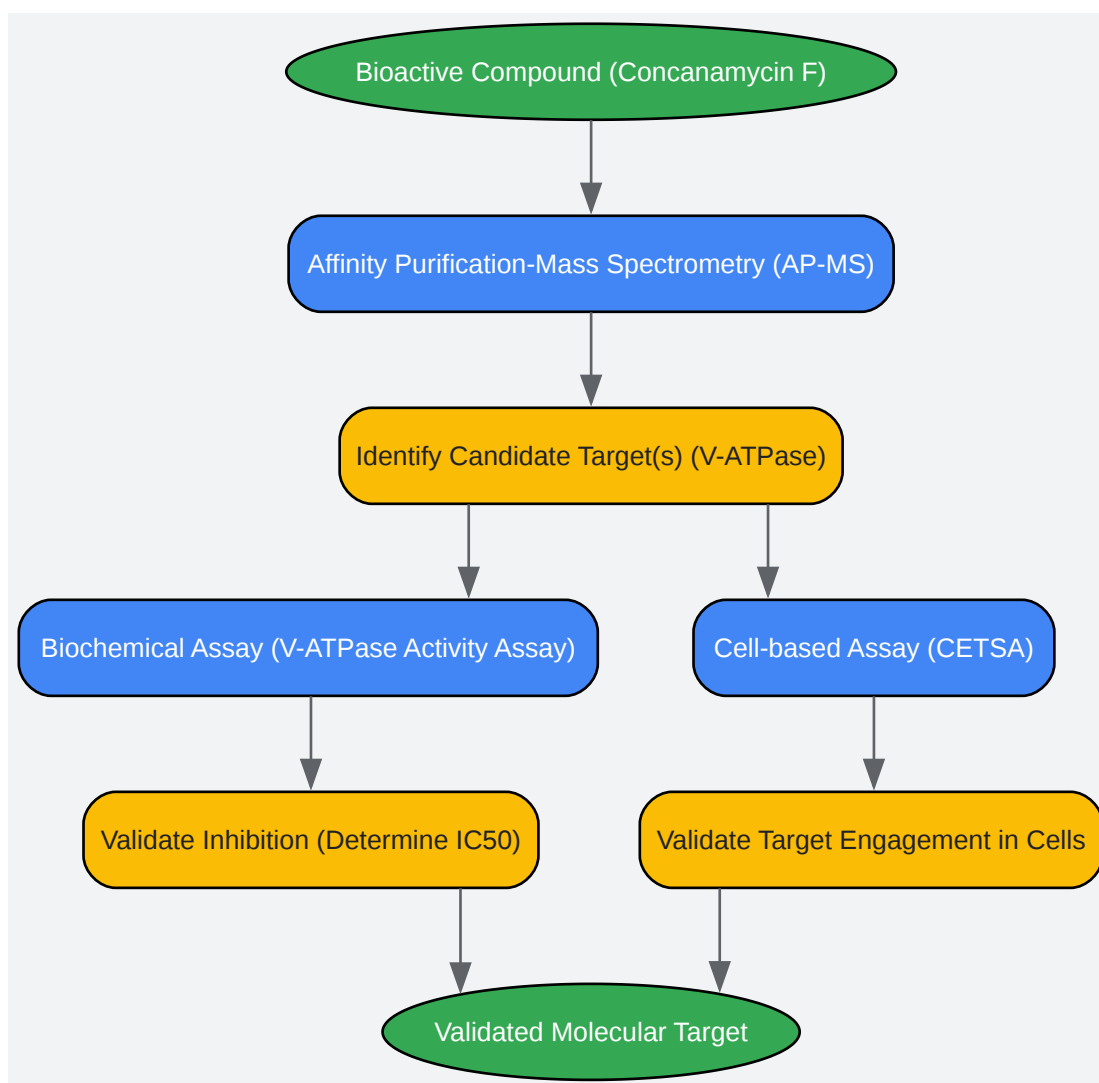 Bioactive Compound (Concanamycin F)
Affinity Purification-Mass Spectrometry (AP-MS)
Identify Candidate Target(s) (V-ATPase)
Biochemical Assay (V-ATPase Activity Assay)
Cell-based Assay (CETSA)
Validate Inhibition (Determine IC50)
Validate Target Engagement in Cells
Validated Molecular Target